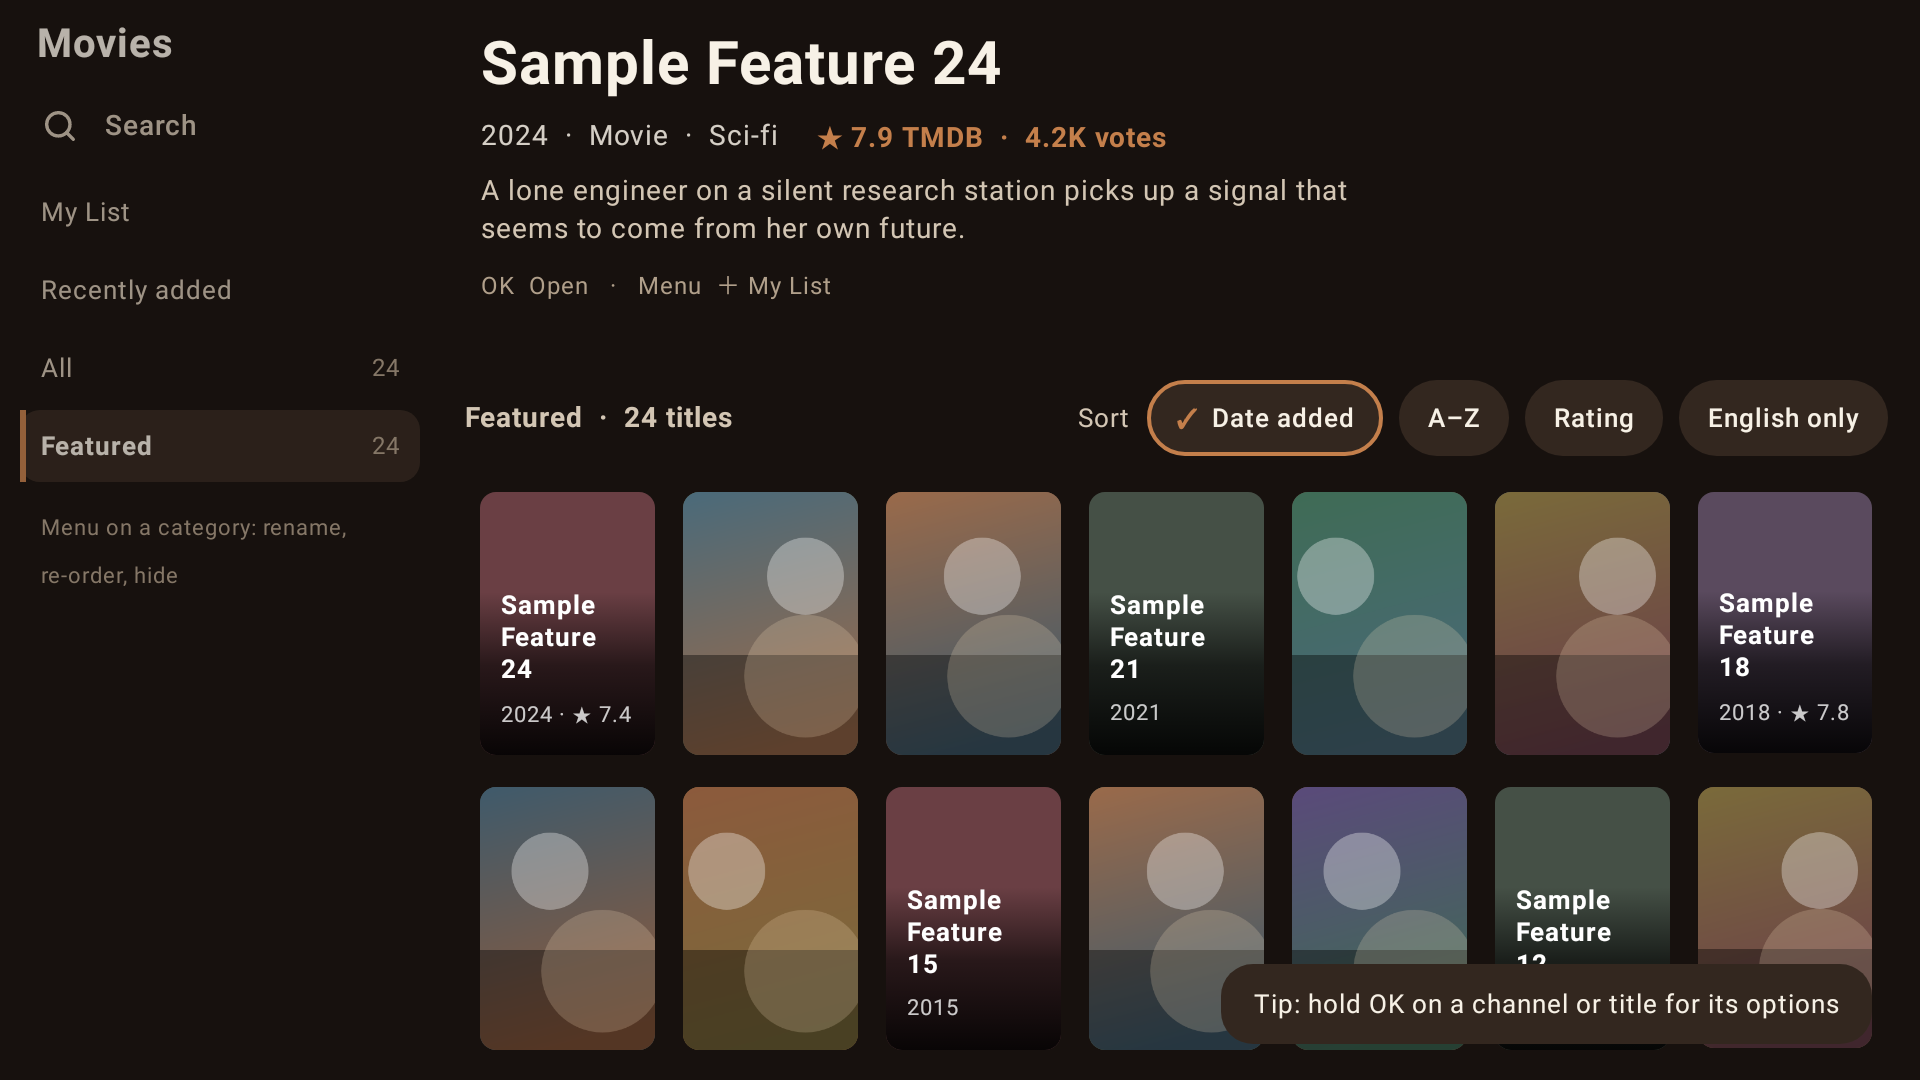 Movies
Search
My List
Recently added
All 24
Featured 24
Menu on a category: rename,
re-order, hide
Sample Feature 24
2024 · Movie · Sci-fi ★ 7.9 TMDB · 4.2K votes
A lone engineer on a silent research station picks up a signal that
seems to come from her own future.
OK Open · Menu + My List
Featured · 24 titles
Sort ✓ Date added A–Z Rating English only
Sample
Feature
24
2024 · ★ 7.4
Sample
Feature
21
2021
Sample
Feature
18
2018 · ★ 7.8
Sample
Feature
15
2015
Sample
Feature
12
Tip: hold OK on a channel or title for its options